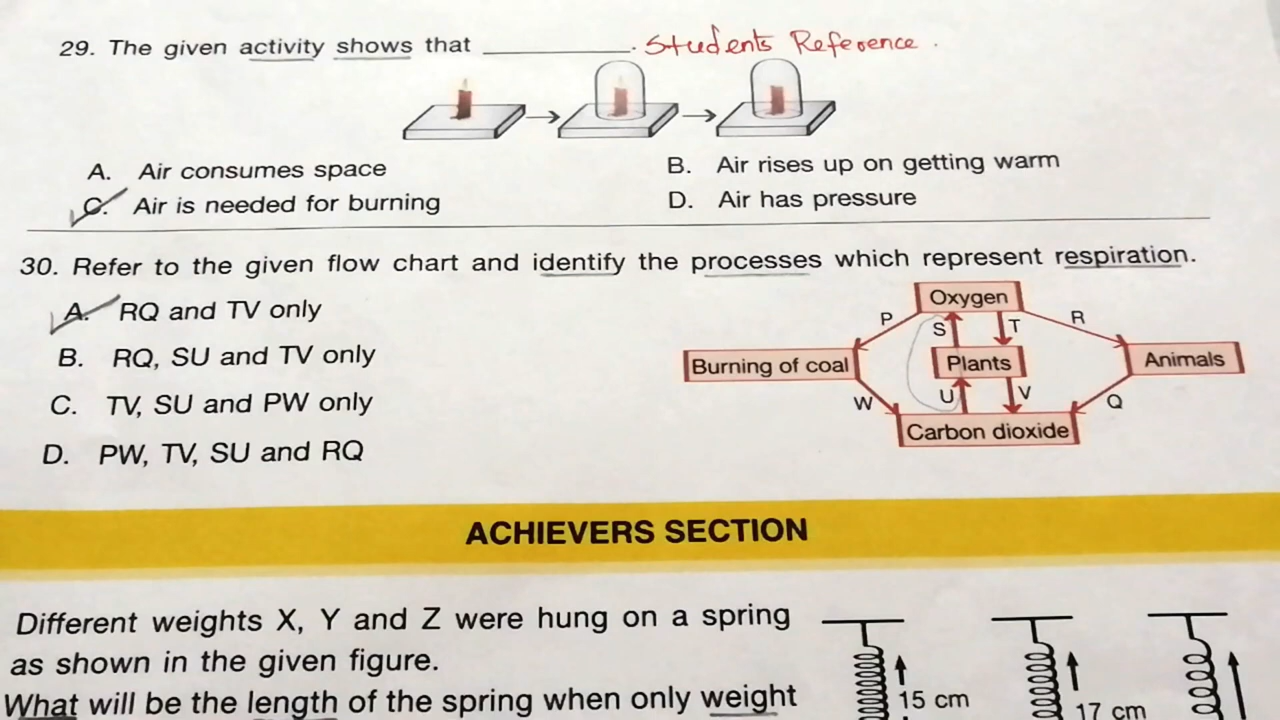 29. The given activity shows that ________. Students Reference.
A. Air consumes space
B. Air rises up on getting warm
C. Air is needed for burning
D. Air has pressure
30. Refer to the given flow chart and identify the processes which represent respiration.
A. RQ and TV only
B. RQ, SU and TV only
C. TV, SU and PW only
D. PW, TV, SU and RQ
Oxygen
P
S
T
R
Burning of coal
Plants
Animals
W
U
V
Q
Carbon dioxide
ACHIEVERS SECTION
Different weights X, Y and Z were hung on a spring
as shown in the given figure.
What will be the length of the spring when only weight
15 cm
17 cm